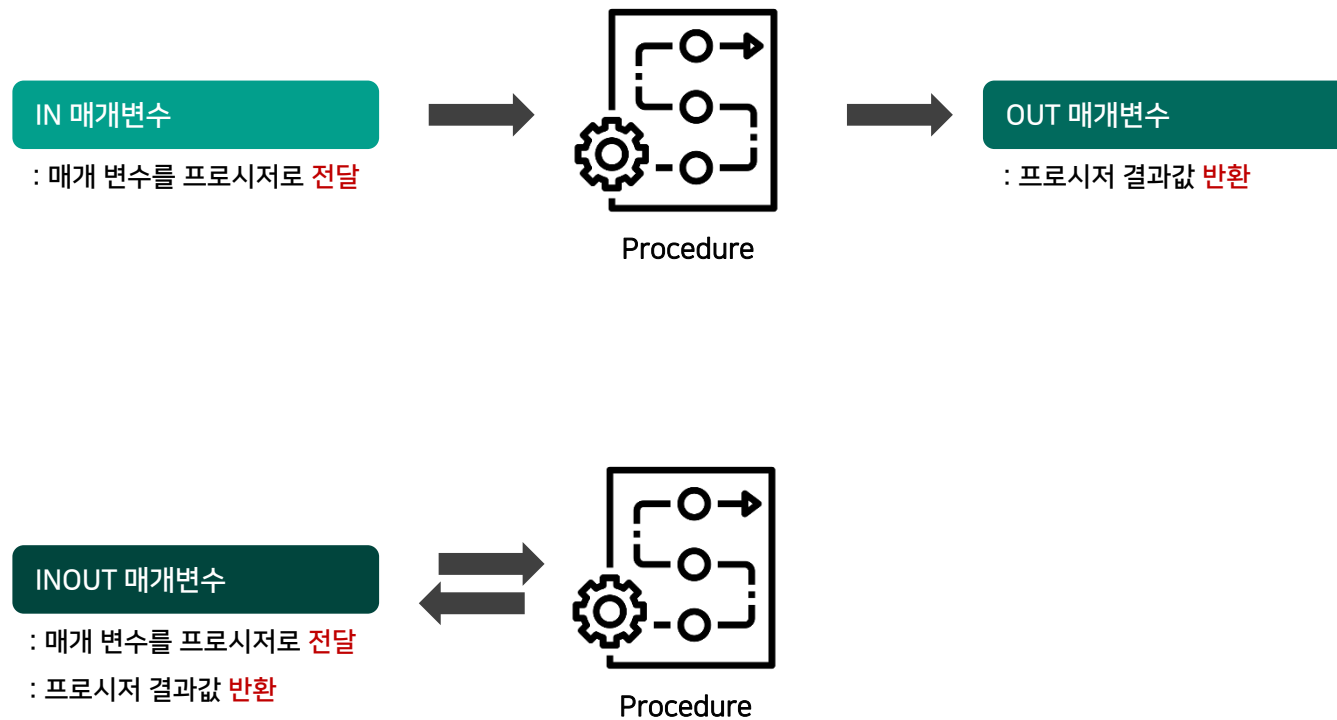 IN 매개변수
: 매개 변수를 프로시저로 전달
Procedure
OUT 매개변수
: 프로시저 결과값 반환
INOUT 매개변수
: 매개 변수를 프로시저로 전달
: 프로시저 결과값 반환
Procedure